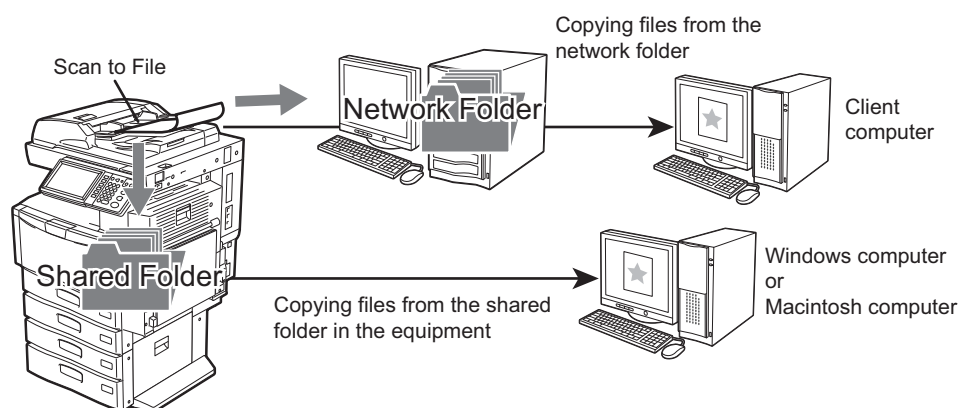 Copying files from the
network folder
Scan to File
Network Folder
Client
computer
Shared Folder
Copying files from the shared
folder in the equipment
Windows computer
or
Macintosh computer